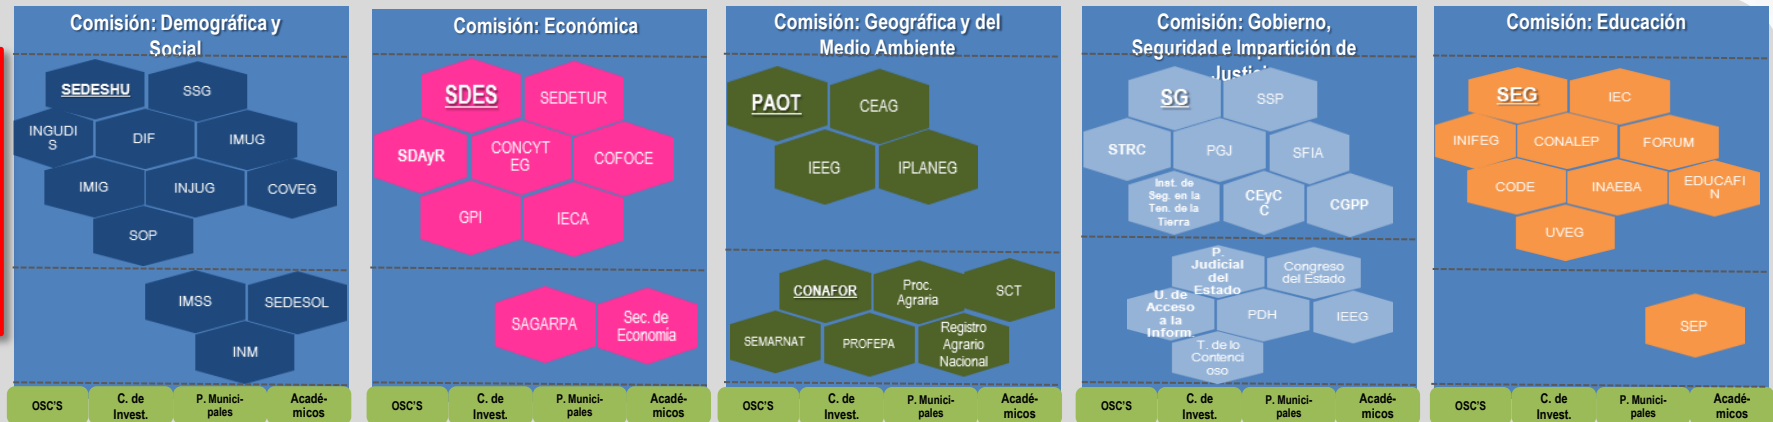 Comisión: Demográfica y
Social
SEDESHU
SSG
INGUDI
S
DIF
IMUG
IMIG
INJUG
COVEG
SOP
IMSS
SEDESOL
INM
OSC'S
C. de
Invest.
P. Munici-
pales
Acadé-
micos
Comisión: Económica
SDES
SEDETUR
SDAyR
CONCYT
EG
COFOCE
GPI
IECA
SAGARPA
Sec. de
Economía
OSC'S
C. de
Invest.
P. Munici-
pales
Acadé-
micos
Comisión: Geográfica y del
Medio Ambiente
PAOT
CEAG
IEEG
IPLANEG
CONAFOR
Proc.
Agraria
SCT
SEMARNAT
PROFEPA
Registro
Agrario
Nacional
OSC'S
C. de
Invest.
P. Munici-
pales
Acadé-
micos
Comisión: Gobierno,
Seguridad e Impartición de
Justicia
SG
SSP
STRC
PGJ
SFIA
Inst. de
Seg. en la
Ten. de la
Tierra
CEyC
C
CGPP
P.
Judicial
del
Estado
Congreso
del Estado
U. de
Acceso
a la
Inform.
PDH
IEEG
T. de lo
Contenci
oso
OSC'S
C. de
Invest.
P. Munici-
pales
Acadé-
micos
Comisión: Educación
SEG
IEC
INIFEG
CONALEP
FORUM
CODE
INAEBA
EDUCAFI
N
UVEG
SEP
OSC'S
C. de
Invest.
P. Munici-
pales
Acadé-
micos